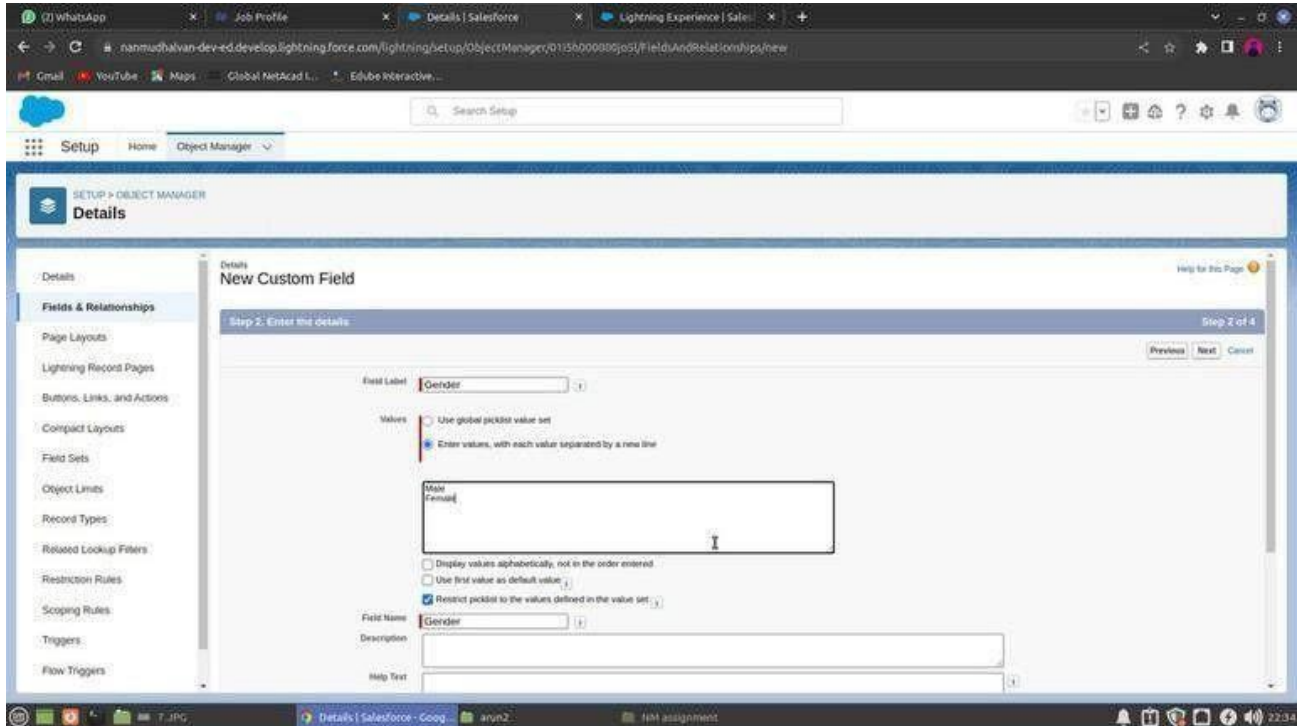 (2) WhatsApp
Job Profile
Details | Salesforce
Lightning Experience | Sales
nanmudhalvan-dev-ed.develop.lightning.force.com/lightning/setup/ObjectManager/
Gmail YouTube Maps Global NetAcad I... Edube Interactive...
Search Setup
Setup Home Object Manager
SETUP > OBJECT MANAGER
Details
Details
Fields & Relationships
Page Layouts
Lightning Record Pages
Buttons, Links, and Actions
Compact Layouts
Field Sets
Object Limits
Record Types
Related Lookup Filters
Restriction Rules
Scoping Rules
Triggers
Flow Triggers
Details
New Custom Field
Help for this Page
Step 2. Enter the details
Step 2 of 4
Previous Next Cancel
Field Label Gender
Values Use global picklist value set
Enter values, with each value separated by a new line
Male
Female
Display values alphabetically, not in the order entered
Use first value as default value
Restrict picklist to the values defined in the value set
Field Name Gender
Description
Help Text
7.JPG
Details | Salesforce - Goog...
arun2
NM assignment
22:34